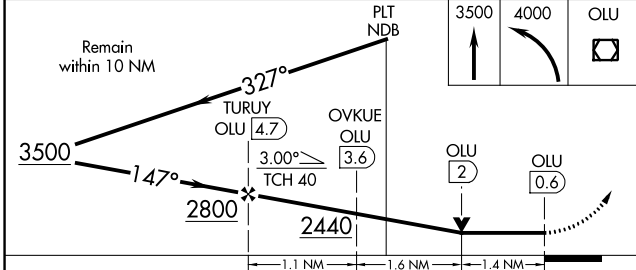 PLT
NDB
3500 4000 OLU
Remain
within 10 NM
327°
TURUY
OLU 4.7
OVKUE
OLU
3.6
3500
147°
3.00°
TCH 40
OLU
2
OLU
0.6
2800
2440
1.1 NM 1.6 NM 1.4 NM